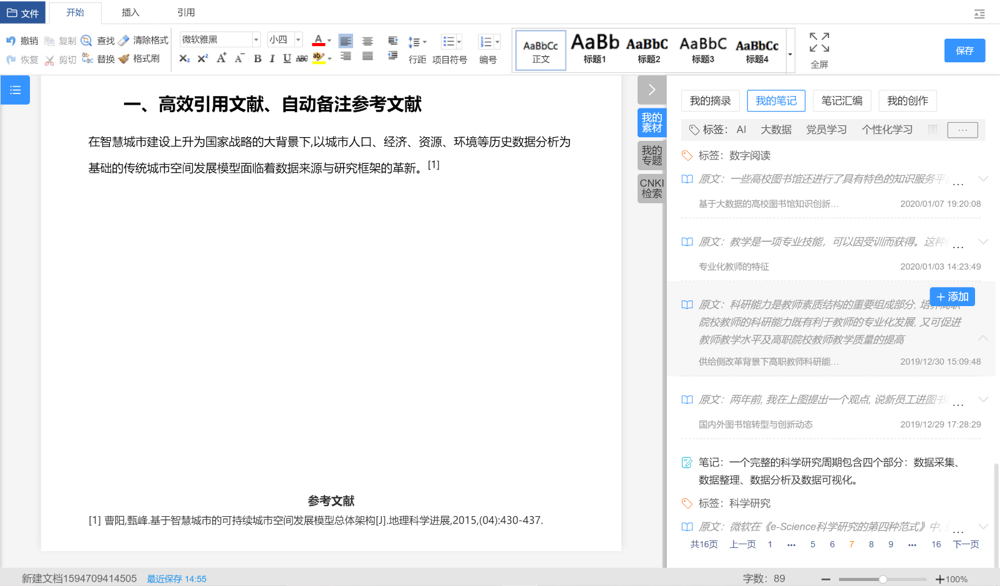 文件 开始 插入 引用
撤销 复制 查找 清除格式
恢复 剪切 替换 格式刷
微软雅黑 小四
行距 项目符号 编号
AaBbCc AaBb AaBbC AaBbC AaBbCc
正文 标题1 标题2 标题3 标题4
全屏
保存
一、高效引用文献、自动备注参考文献
在智慧城市建设上升为国家战略的大背景下,以城市人口、经济、资源、环境等历史数据分析为
基础的传统城市空间发展模型面临着数据来源与研究框架的革新。[1]
参考文献
[1] 曹阳,甄峰.基于智慧城市的可持续城市空间发展模型总体架构[J].地理科学进展,2015,(04):430-437.
我的
素材
我的
专题
CNKI
检索
我的摘录 我的笔记 笔记汇编 我的创作
标签： AI 大数据 党员学习 个性化学习 国 ...
标签：数字阅读
原文：一些高校图书馆还进行了具有特色的知识服务平台...
基于大数据的高校图书馆知识创新... 2020/01/07 19:20:08
原文：教学是一项专业技能，可以因受训而获得。这种...
专业化教师的特征 2020/01/03 14:23:49
添加
原文：科研能力是教师素质结构的重要组成部分, 培养高职
院校教师的科研能力既有利于教师的专业化发展, 又可促进
教师教学水平及高职院校教师教学质量的提高
供给侧改革背景下高职教师科研能... 2019/12/30 15:09:48
原文：两年前, 我在上图提出一个观点, 说新员工进图书...
国内外图书馆转型与创新动态 2019/12/29 17:28:29
笔记：一个完整的科学研究周期包含四个部分：数据采集、
数据整理、数据分析及数据可视化。
标签：科学研究
原文：微软在《e-Science科学研究的第四种范式》中, ...
共16页 上一页 1 ••• 5 6 7 8 9 ••• 16 下一页
新建文档1594709414505 最近保存 14:55
字数：89 100%